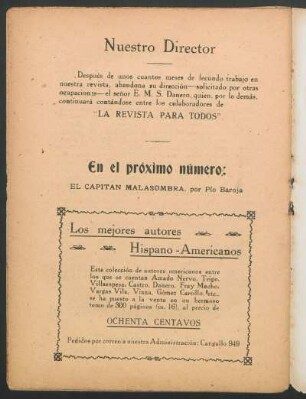 Nuestro Director
Después de unos cuantos meses de fecundo trabajo en
nuestra revista, abandona su dirección—solicitado por otras
ocupaciones— el señor E. M. S. Danero, quien, por lo demás,
continuará contándose entre los colaboradores de
"LA REVISTA PARA TODOS"
En el próximo número:
EL CAPITAN MALASOMBRA, por Pío Baroja
Los mejores autores
Hispano-Americanos
Esta colección de autores americanos entre
los que se cuentan Amado Nervo, Trigo,
Villaespesa, Castro, Danero, Fray Mocho,
Vargas Vila, Viana, Gómez Carrillo, etc.,
se ha puesto a la venta en un hermoso
tomo de 300 páginas (in. 16), al precio de
OCHENTA CENTAVOS
Pedidos por correo a nuestra Administración: Cangallo 940